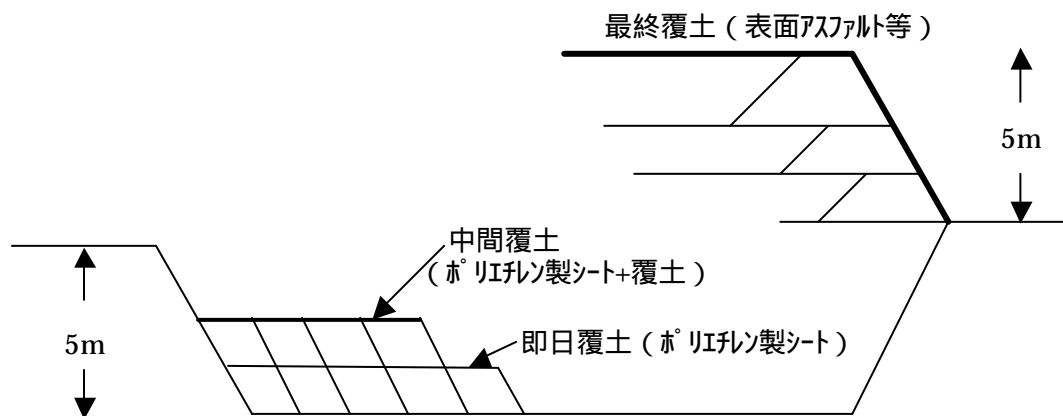 最終覆土（表面ｱｽﾌｧﾙﾄ等）
5m
中間覆土
（ﾎﾟﾘｴﾁﾚﾝ製ｼｰﾄ+覆土）
5m
即日覆土（ﾎﾟﾘｴﾁﾚﾝ製ｼｰﾄ）